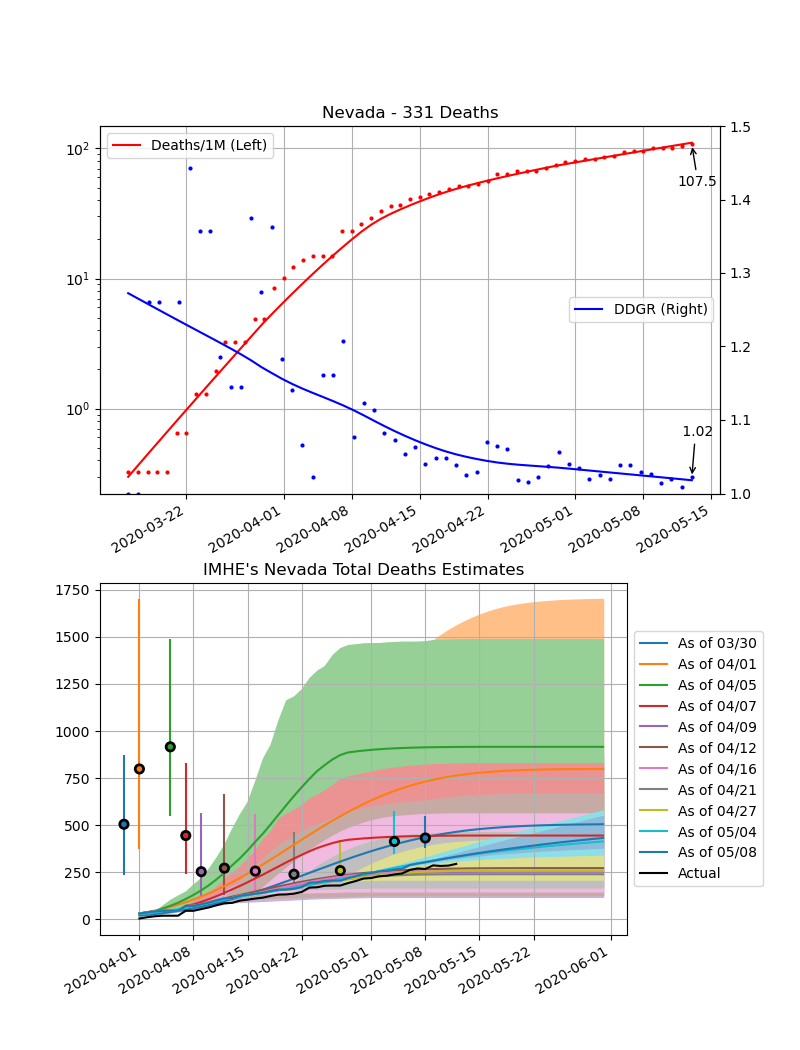 Nevada - 331 Deaths
Deaths/1M (Left)
10²
10¹
10⁰
1.5
1.4
1.3
1.2
1.1
1.0
107.5
DDGR (Right)
1.02
2020-03-22
2020-04-01
2020-04-08
2020-04-15
2020-04-22
2020-05-01
2020-05-08
2020-05-15
IMHE's Nevada Total Deaths Estimates
1750
1500
1250
1000
750
500
250
0
2020-04-01
2020-04-08
2020-04-15
2020-04-22
2020-05-01
2020-05-08
2020-05-15
2020-05-22
2020-06-01
As of 03/30
As of 04/01
As of 04/05
As of 04/07
As of 04/09
As of 04/12
As of 04/16
As of 04/21
As of 04/27
As of 05/04
As of 05/08
Actual